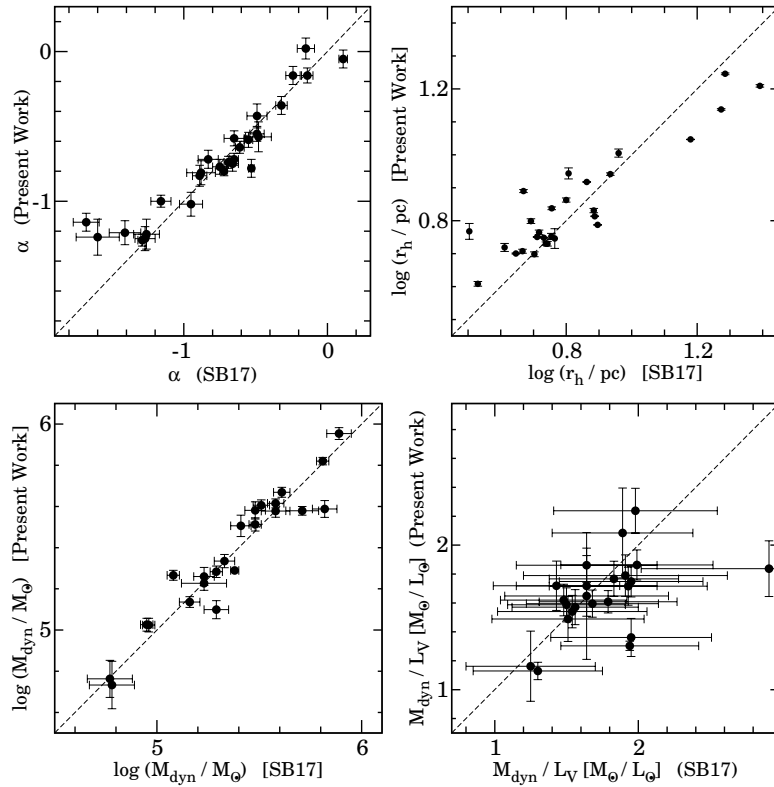 0
-1
α (Present Work)
-1
0
α (SB17)
1.2
0.8
log (r_h / pc) [Present Work]
0.8
1.2
log (r_h / pc) [SB17]
6
5
log (M_dyn / M_⊙) [Present Work]
5
6
log (M_dyn / M_⊙) [SB17]
2
1
M_dyn / L_V [M_⊙ / L_⊙] (Present Work)
1
2
M_dyn / L_V [M_⊙ / L_⊙] (SB17)